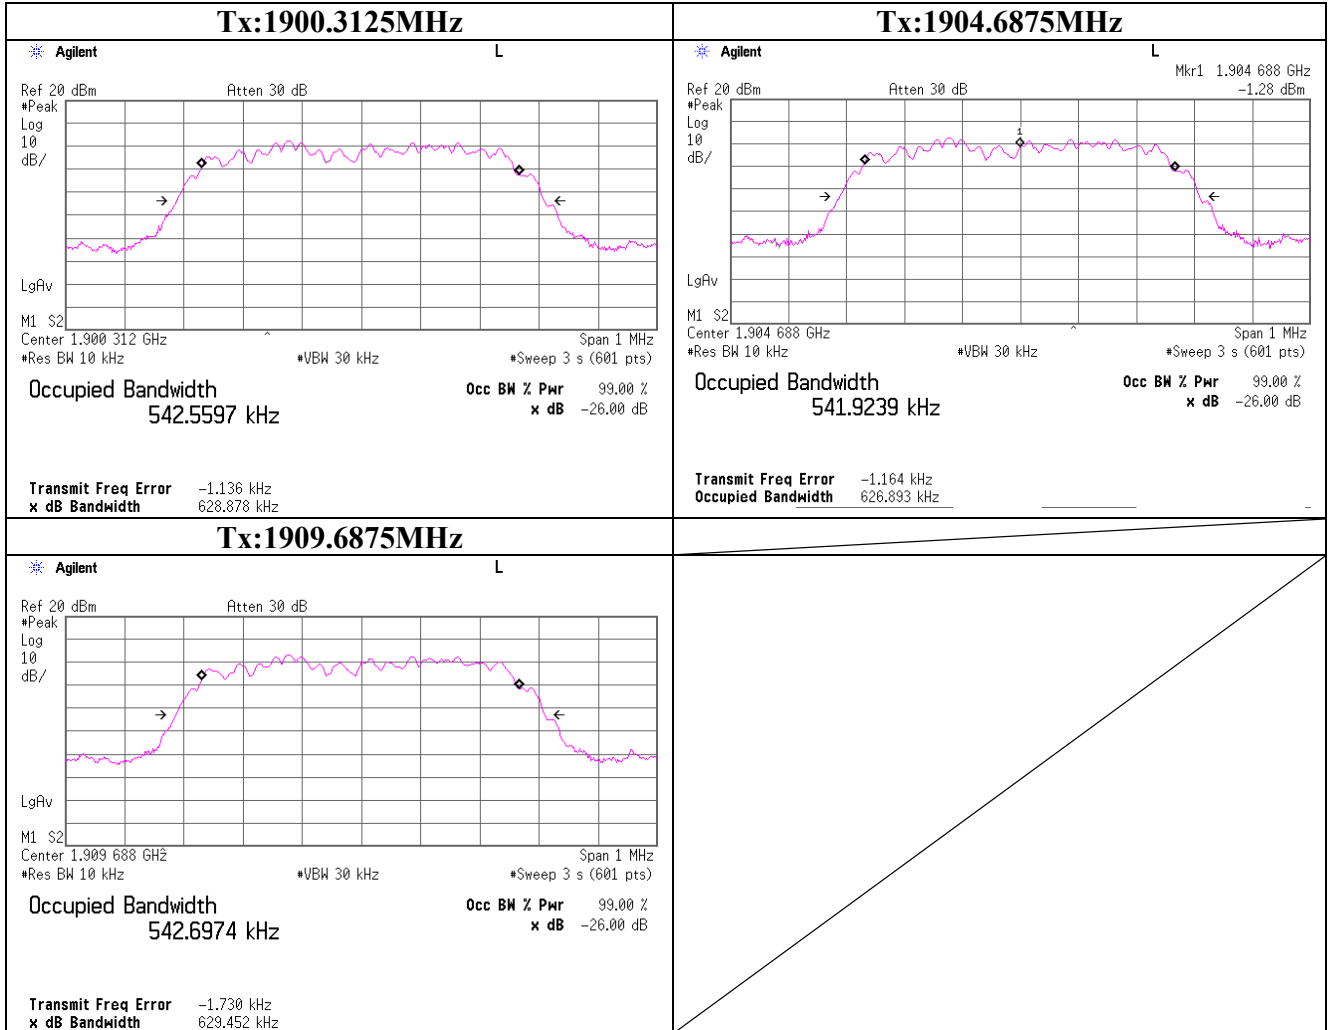 Tx:1900.3125MHz
Agilent
L
Ref 20 dBm Atten 30 dB
#Peak
Log
10
dB/
LgAv
M1 S2
Center 1.900 312 GHz Span 1 MHz
#Res BW 10 kHz #VBW 30 kHz #Sweep 3 s (601 pts)
Occupied Bandwidth Occ BW % Pwr 99.00 %
542.5597 kHz x dB -26.00 dB
Transmit Freq Error -1.136 kHz
x dB Bandwidth 628.878 kHz
Tx:1904.6875MHz
Agilent
L
Mkr1 1.904 688 GHz
Ref 20 dBm Atten 30 dB -1.28 dBm
#Peak
Log
10
dB/
1
LgAv
M1 S2
Center 1.904 688 GHz Span 1 MHz
#Res BW 10 kHz #VBW 30 kHz #Sweep 3 s (601 pts)
Occupied Bandwidth Occ BW % Pwr 99.00 %
541.9239 kHz x dB -26.00 dB
Transmit Freq Error -1.164 kHz
Occupied Bandwidth 626.893 kHz
Tx:1909.6875MHz
Agilent
L
Ref 20 dBm Atten 30 dB
#Peak
Log
10
dB/
LgAv
M1 S2
Center 1.909 688 GHz Span 1 MHz
#Res BW 10 kHz #VBW 30 kHz #Sweep 3 s (601 pts)
Occupied Bandwidth Occ BW % Pwr 99.00 %
542.6974 kHz x dB -26.00 dB
Transmit Freq Error -1.730 kHz
x dB Bandwidth 629.452 kHz